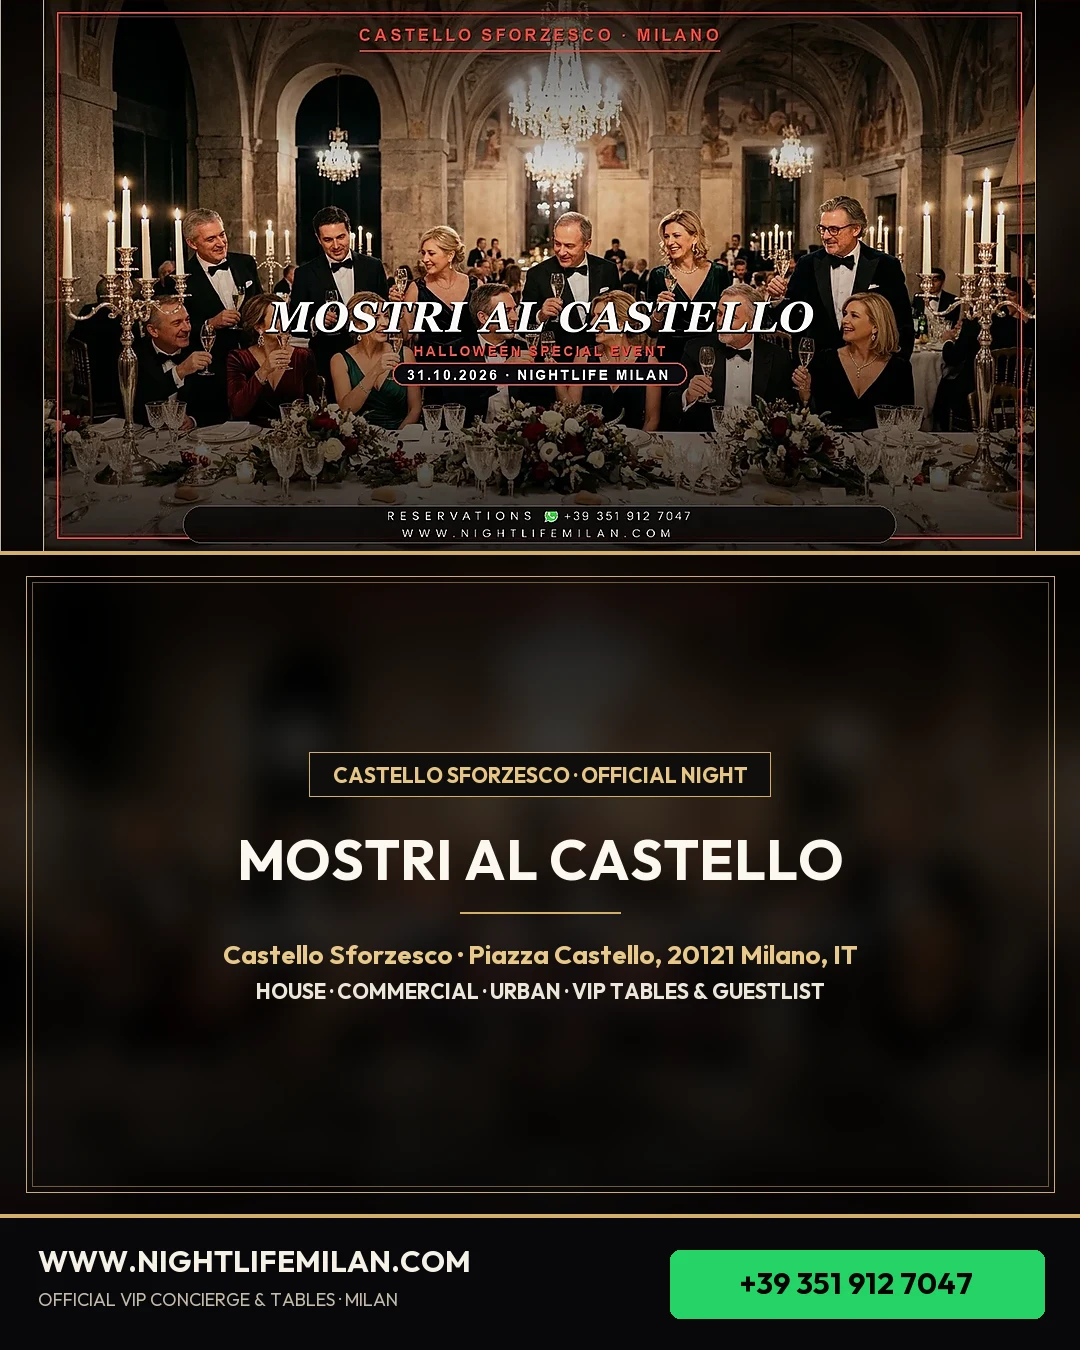 CASTELLO SFORZESCO · MILANO
MOSTRI AL CASTELLO
HALLOWEEN SPECIAL EVENT
31.10.2026 · NIGHTLIFE MILAN
RESERVATIONS +39 351 912 7047
WWW.NIGHTLIFEMILAN.COM
CASTELLO SFORZESCO · OFFICIAL NIGHT
MOSTRI AL CASTELLO
Castello Sforzesco · Piazza Castello, 20121 Milano, IT
HOUSE · COMMERCIAL · URBAN · VIP TABLES & GUESTLIST
WWW.NIGHTLIFEMILAN.COM
OFFICIAL VIP CONCIERGE & TABLES · MILAN
+39 351 912 7047